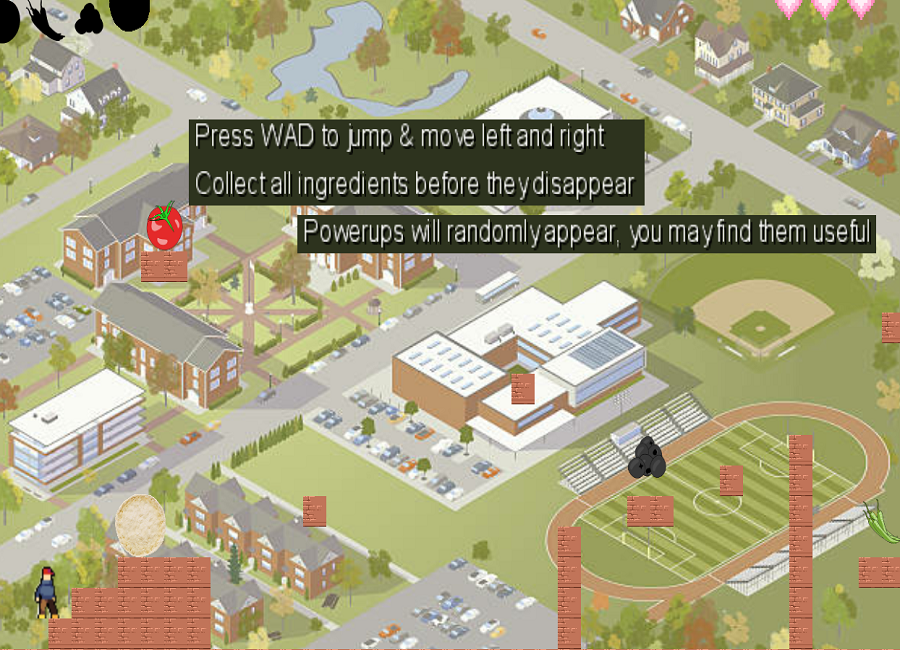 Press WAD to jump & move left and right
Collect all ingredients before they disappear
Powerups will randomly appear, you may find them useful